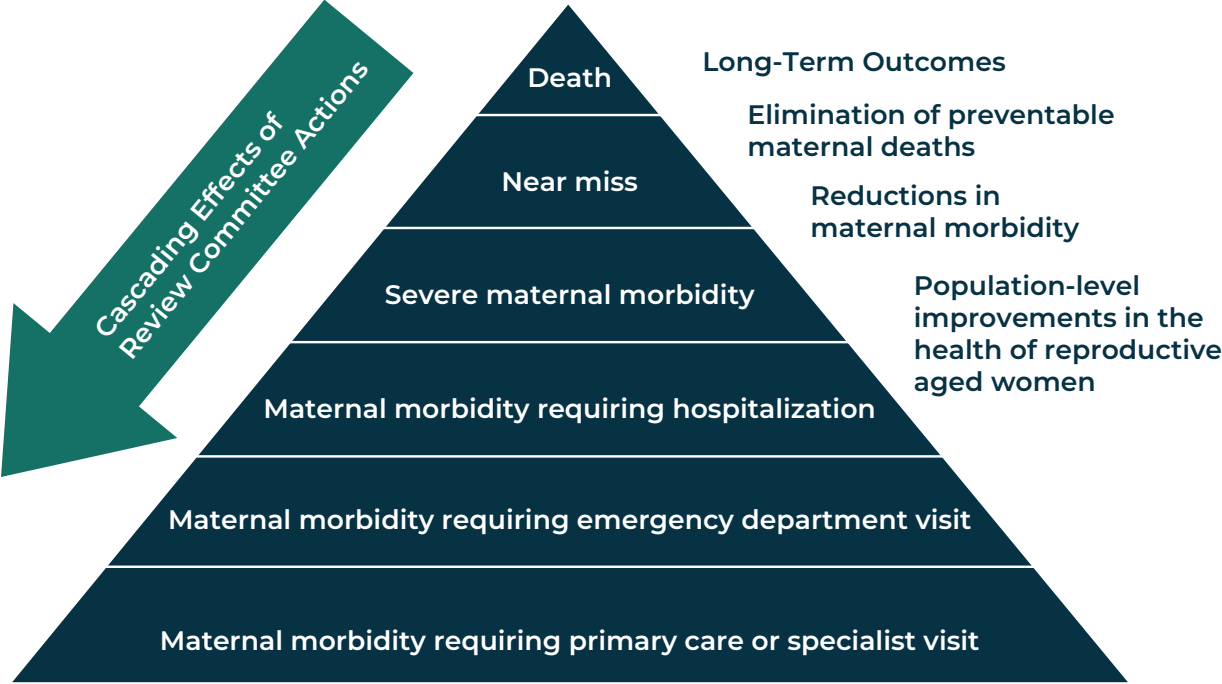 Cascading Effects of
Review Committee Actions
Death
Near miss
Severe maternal morbidity
Maternal morbidity requiring hospitalization
Maternal morbidity requiring emergency department visit
Maternal morbidity requiring primary care or specialist visit
Long-Term Outcomes
Elimination of preventable
maternal deaths
Reductions in
maternal morbidity
Population-level
improvements in the
health of reproductive
aged women